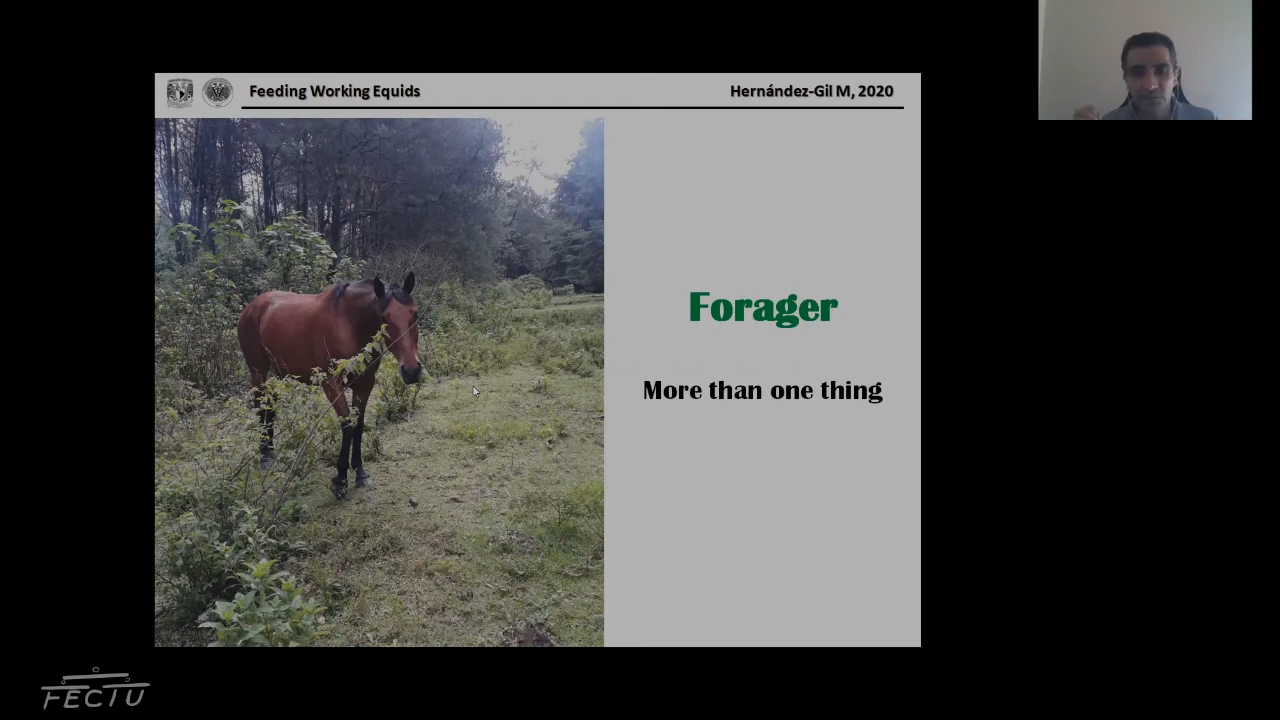 Feeding Working Equids
Hernández-Gil M, 2020
Forager
More than one thing
FECTU